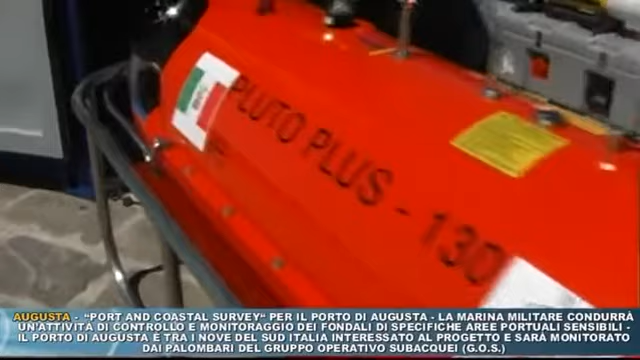 PLUTO PLUS - 130
AUGUSTA - "PORT AND COASTAL SURVEY" PER IL PORTO DI AUGUSTA - LA MARINA MILITARE CONDURRÀ
UN'ATTIVITÀ DI CONTROLLO E MONITORAGGIO DEI FONDALI DI SPECIFICHE AREE PORTUALI SENSIBILI -
IL PORTO DI AUGUSTA È TRA I NOVE DEL SUD ITALIA INTERESSATO AL PROGETTO E SARÀ MONITORATO
DAI PALOMBARI DEL GRUPPO OPERATIVO SUBACQUEI (G.O.S.)